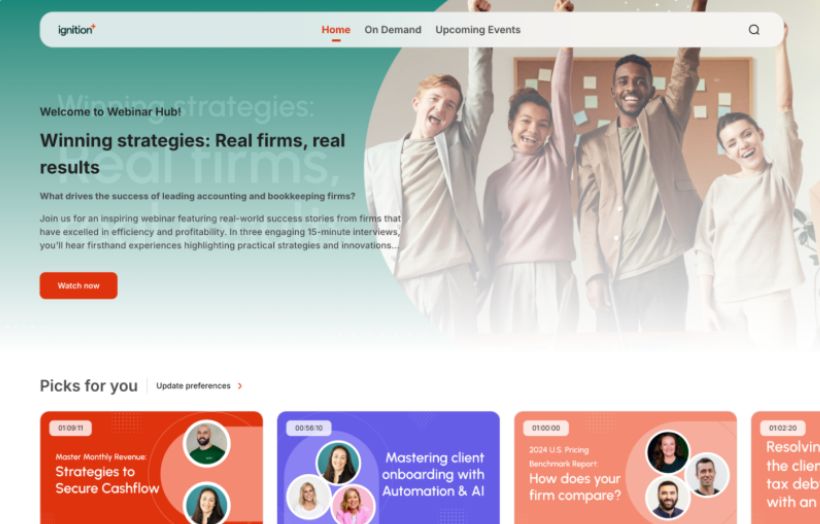 ignition
Home
On Demand
Upcoming Events
Winning strategies:
Real firms,
Welcome to Webinar Hub!
Winning strategies: Real firms, real
results
What drives the success of leading accounting and bookkeeping firms?
Join us for an inspiring webinar featuring real-world success stories from firms that
have excelled in efficiency and profitability. In three engaging 15-minute interviews,
you'll hear firsthand experiences highlighting practical strategies and innovations...
Watch now
Picks for you
Update preferences
01:09:11
Master Monthly Revenue:
Strategies to
Secure Cashflow
00:56:10
Mastering client
onboarding with
Automation & AI
01:00:00
2024 U.S. Pricing
Benchmark Report:
How does your
firm compare?
01:02:20
the
with an